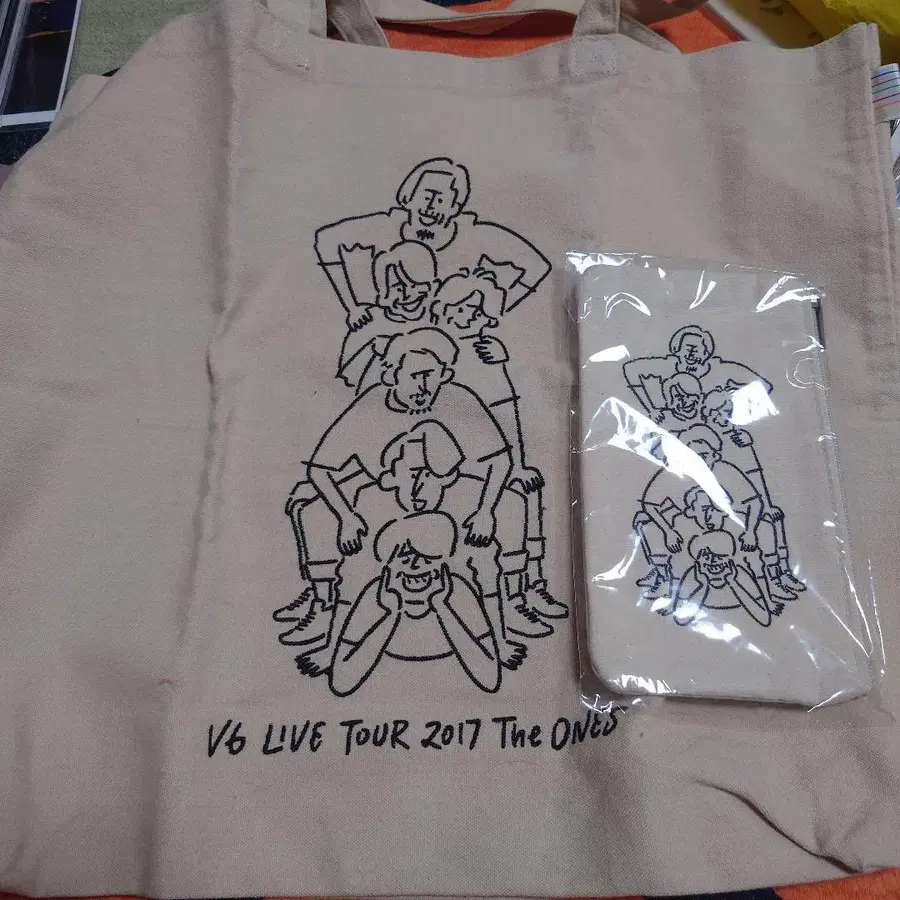 V6 LIVE TOUR 2017 The ONES